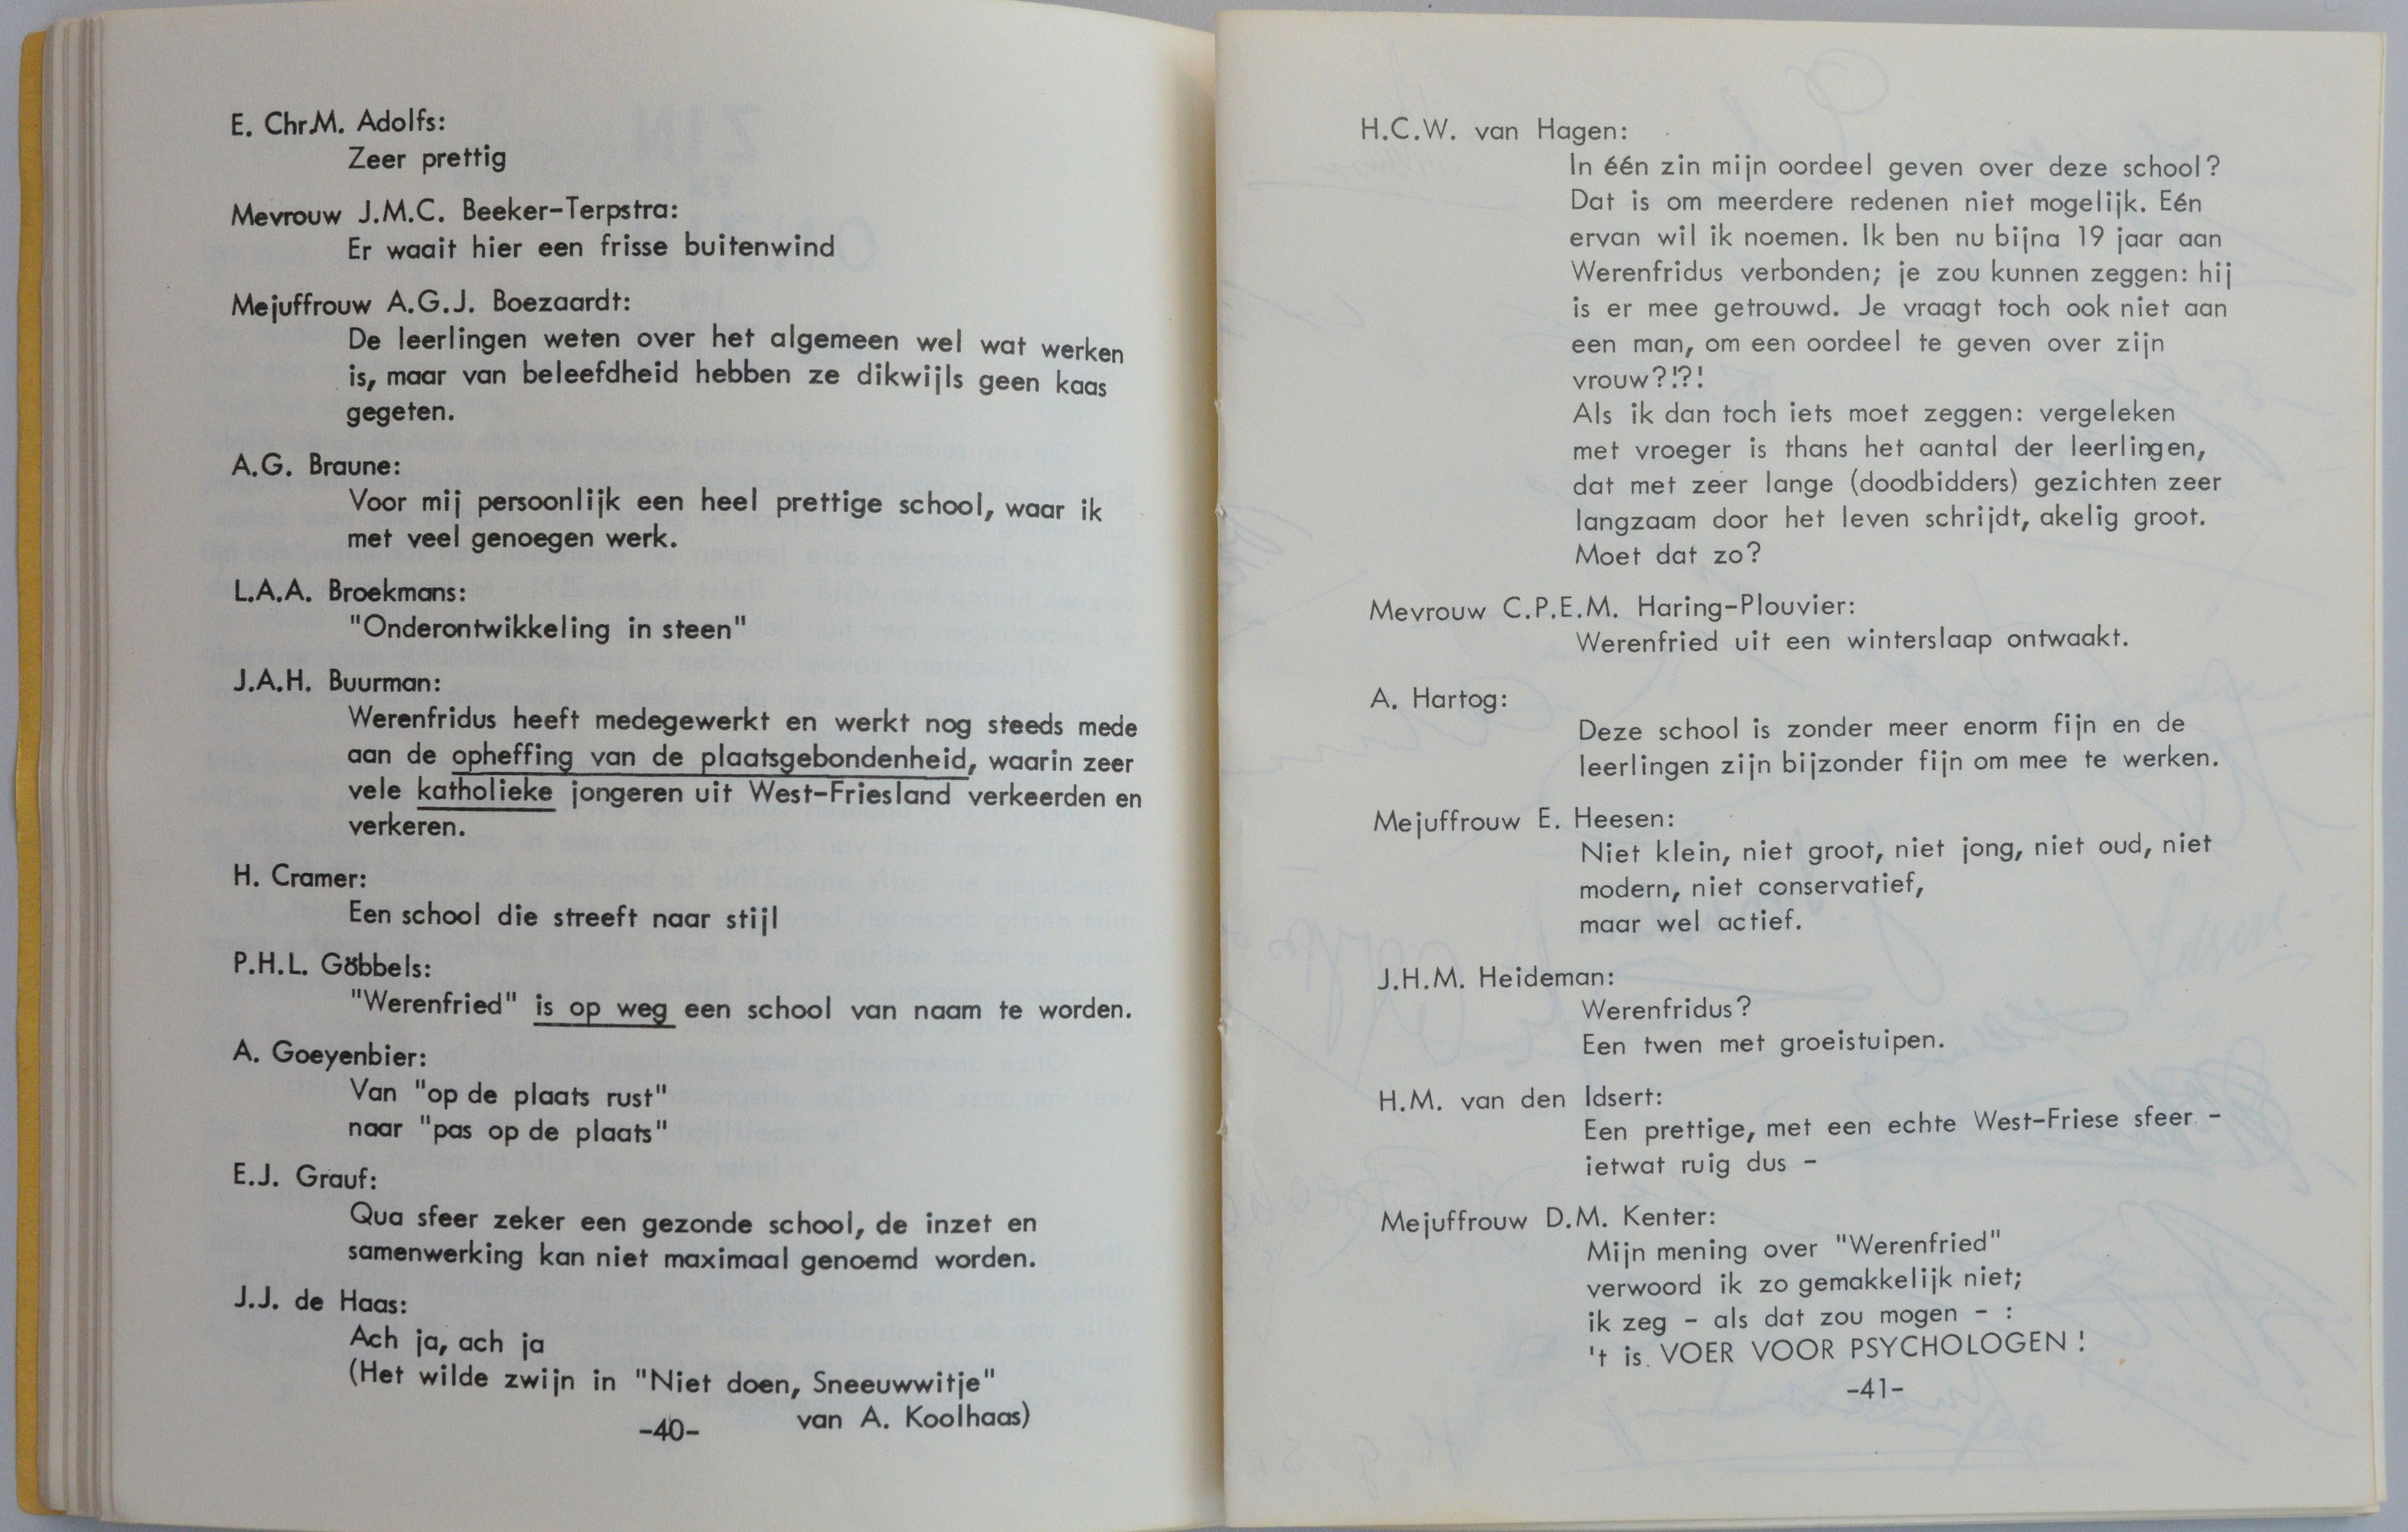 E. Chr.M. Adolfs:
Zeer prettig
Mevrouw J.M.C. Beeker-Terpstra:
Er waait hier een frisse buitenwind
Mejuffrouw A.G.J. Boezaardt:
De leerlingen weten over het algemeen wel wat werken
is, maar van beleefdheid hebben ze dikwijls geen kaas
gegeten.
A.G. Braune:
Voor mij persoonlijk een heel prettige school, waar ik
met veel genoegen werk.
L.A.A. Broekmans:
"Onderontwikkeling in steen"
J.A.H. Buurman:
Werenfridus heeft medegewerkt en werkt nog steeds mede
aan de opheffing van de plaatsgebondenheid, waarin zeer
vele katholieke jongeren uit West-Friesland verkeerden en
verkeren.
H. Cramer:
Een school die streeft naar stijl
P.H.L. Göbbels:
"Werenfried" is op weg een school van naam te worden.
A. Goeyenbier:
Van "op de plaats rust"
naar "pas op de plaats"
E.J. Grauf:
Qua sfeer zeker een gezonde school, de inzet en
samenwerking kan niet maximaal genoemd worden.
J.J. de Haas:
Ach ja, ach ja
(Het wilde zwijn in "Niet doen, Sneeuwwitje"
van A. Koolhaas)
-40-
H.C.W. van Hagen:
In één zin mijn oordeel geven over deze school?
Dat is om meerdere redenen niet mogelijk. Eén
ervan wil ik noemen. Ik ben nu bijna 19 jaar aan
Werenfridus verbonden; je zou kunnen zeggen: hij
is er mee getrouwd. Je vraagt toch ook niet aan
een man, om een oordeel te geven over zijn
vrouw?!?!
Als ik dan toch iets moet zeggen: vergeleken
met vroeger is thans het aantal der leerlingen,
dat met zeer lange (doodbidders) gezichten zeer
langzaam door het leven schrijdt, akelig groot.
Moet dat zo?
Mevrouw C.P.E.M. Haring-Plouvier:
Werenfried uit een winterslaap ontwaakt.
A. Hartog:
Deze school is zonder meer enorm fijn en de
leerlingen zijn bijzonder fijn om mee te werken.
Mejuffrouw E. Heesen:
Niet klein, niet groot, niet jong, niet oud, niet
modern, niet conservatief,
maar wel actief.
J.H.M. Heideman:
Werenfridus?
Een twen met groeistuipen.
H.M. van den Idsert:
Een prettige, met een echte West-Friese sfeer -
ietwat ruig dus -
Mejuffrouw D.M. Kenter:
Mijn mening over "Werenfried"
verwoord ik zo gemakkelijk niet;
ik zeg - als dat zou mogen - :
't is VOER VOOR PSYCHOLOGEN !
-41-